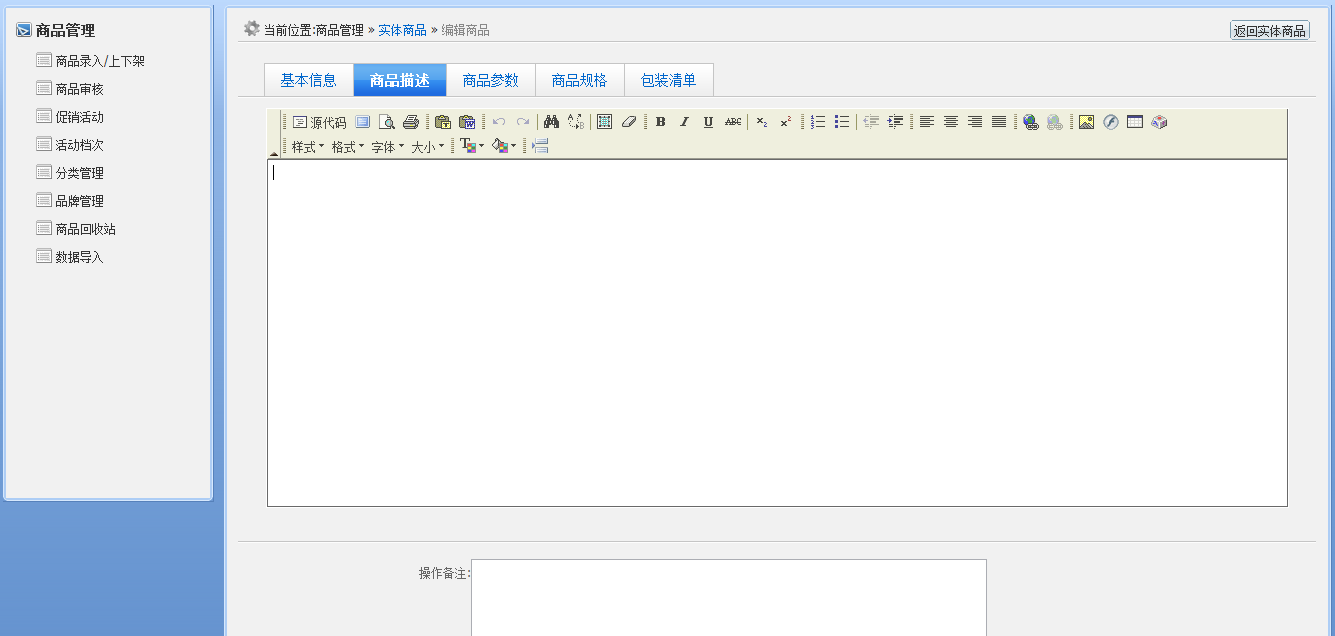 商品管理
商品录入/上下架
商品审核
促销活动
活动档次
分类管理
品牌管理
商品回收站
数据导入
当前位置:商品管理 » 实体商品 » 编辑商品
返回实体商品
基本信息 商品描述 商品参数 商品规格 包装清单
源代码 B I U ABC X₂ X²
样式 格式 字体 大小
操作备注: